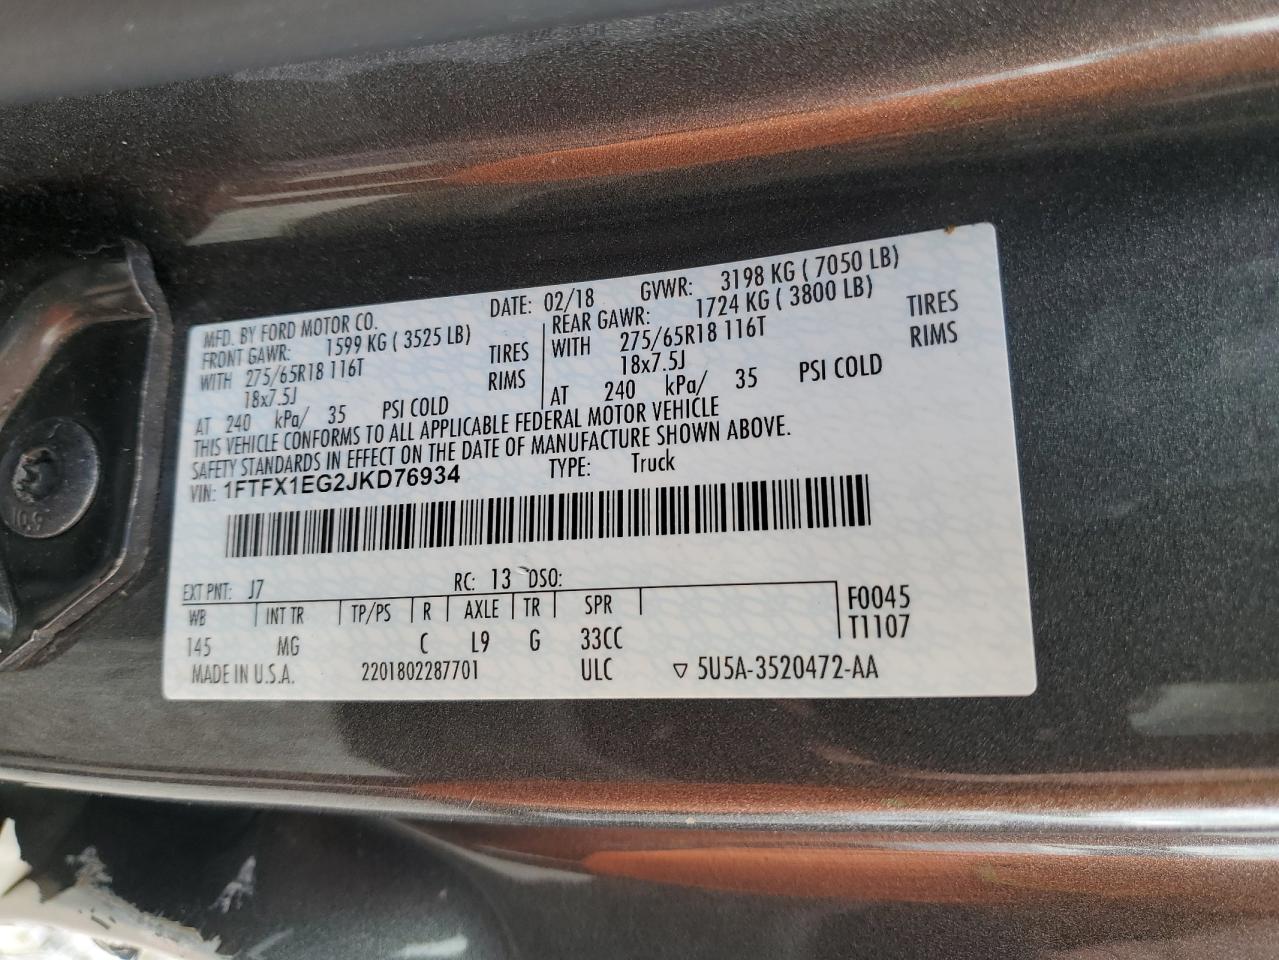 MFD. BY FORD MOTOR CO. DATE: 02/18 GVWR: 3198 KG ( 7050 LB)
FRONT GAWR: 1599 KG ( 3525 LB) REAR GAWR: 1724 KG ( 3800 LB)
WITH 275/65R18 116T TIRES WITH 275/65R18 116T TIRES
18x7.5J RIMS 18x7.5J RIMS
AT 240 kPa/ 35 PSI COLD AT 240 kPa/ 35 PSI COLD
THIS VEHICLE CONFORMS TO ALL APPLICABLE FEDERAL MOTOR VEHICLE
SAFETY STANDARDS IN EFFECT ON THE DATE OF MANUFACTURE SHOWN ABOVE.
VIN: 1FTFX1EG2JKD76934 TYPE: Truck
EXT PNT: J7 RC: 13 DSO:
WB INT TR TP/PS R AXLE TR SPR F0045
145 MG C L9 G 33CC T1107
MADE IN U.S.A. 2201802287701 ULC ▽ 5U5A-3520472-AA
10.9